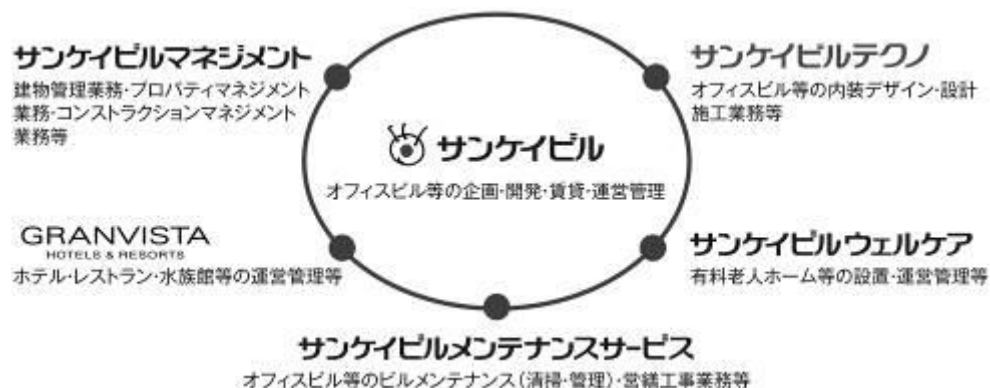 サンケイビルマネジメント
建物管理業務・プロパティマネジメント
業務・コンストラクションマネジメント
業務等
サンケイビルテクノ
オフィスビル等の内装デザイン・設計
施工業務等
サンケイビル
オフィスビル等の企画・開発・賃貸・運営管理
GRANVISTA
HOTELS & RESORTS
ホテル・レストラン・水族館等の運営管理等
サンケイビルウェルケア
有料老人ホーム等の設置・運営管理等
サンケイビルメンテナンスサービス
オフィスビル等のビルメンテナンス(清掃・管理)・営繕工事業務等